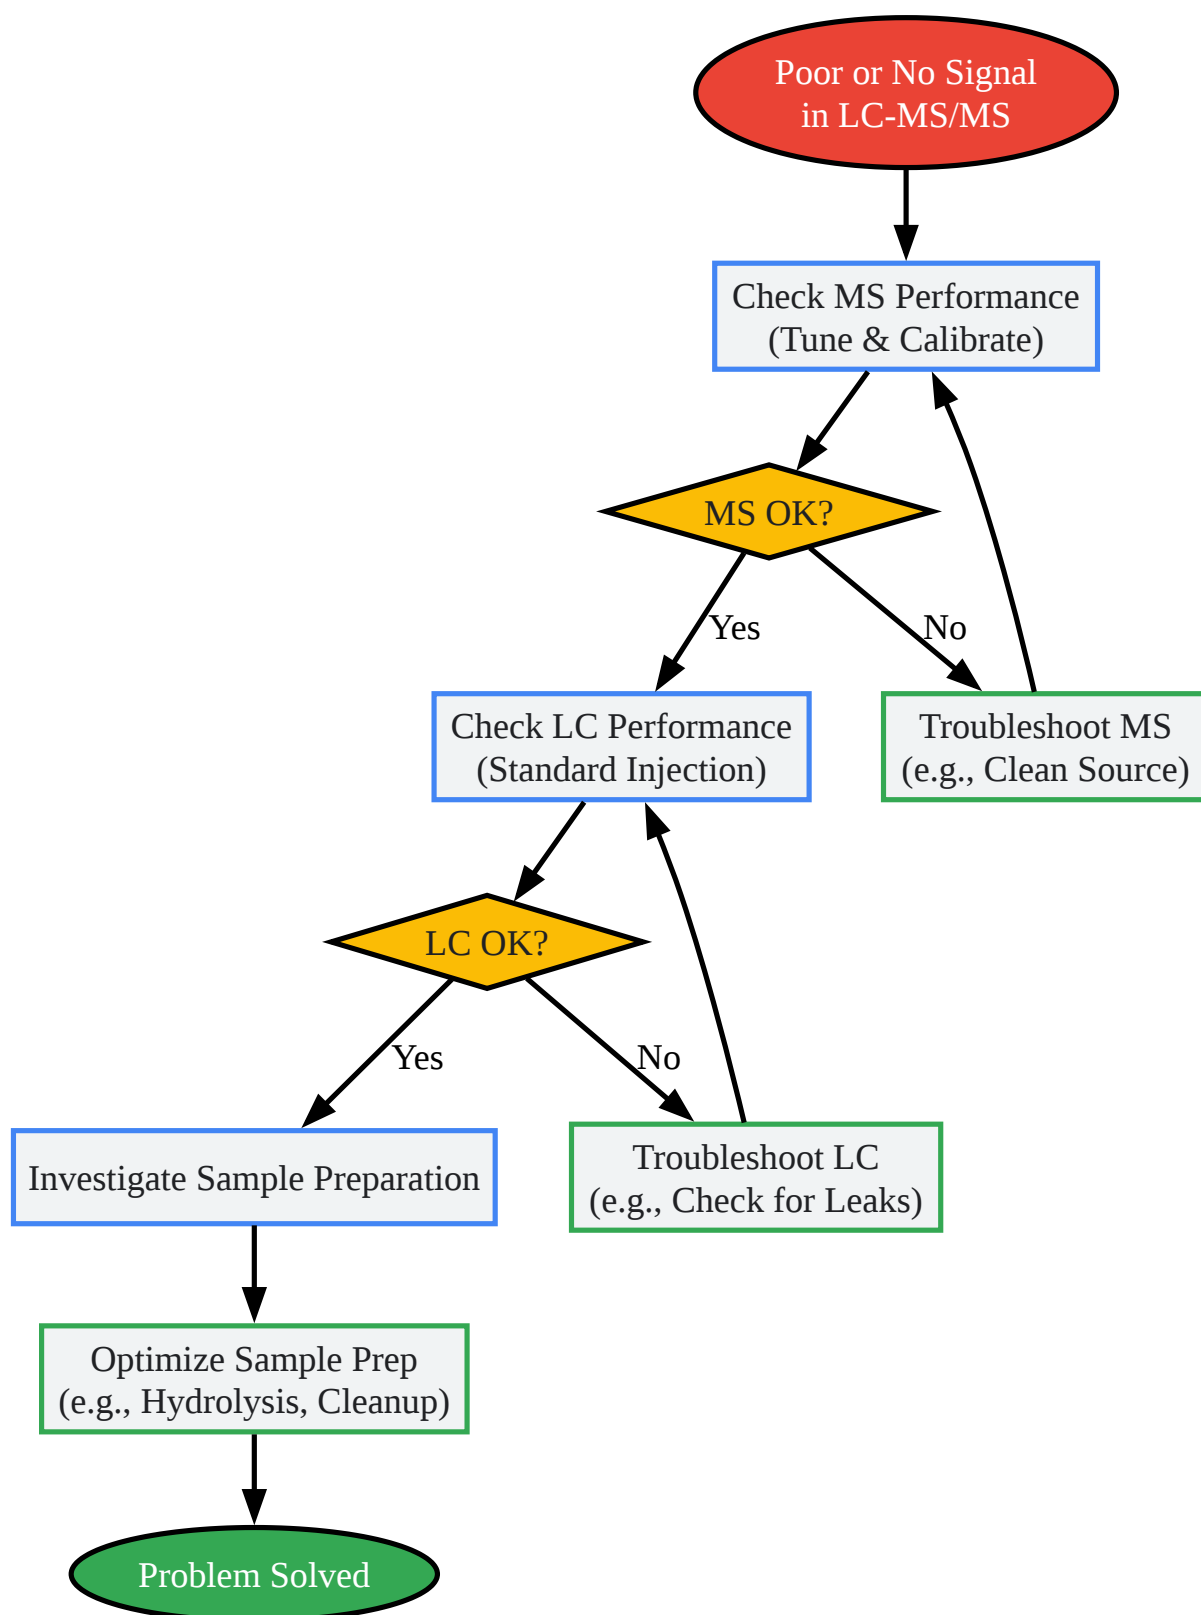 Poor or No Signal
in LC-MS/MS
Check MS Performance
(Tune & Calibrate)
MS OK?
Yes
No
Check LC Performance
(Standard Injection)
Troubleshoot MS
(e.g., Clean Source)
LC OK?
Yes
No
Investigate Sample Preparation
Troubleshoot LC
(e.g., Check for Leaks)
Optimize Sample Prep
(e.g., Hydrolysis, Cleanup)
Problem Solved